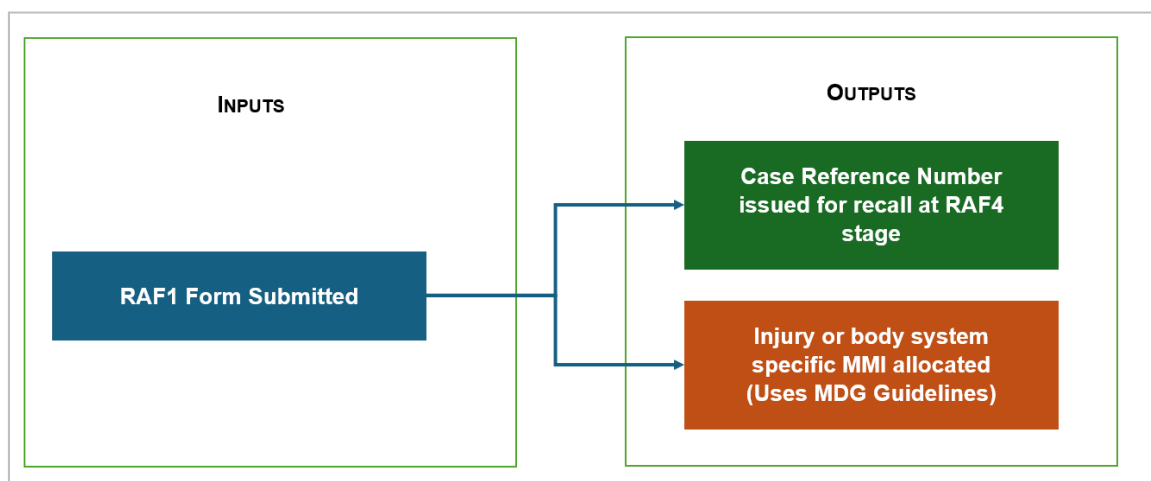 INPUTS
RAF1 Form Submitted
OUTPUTS
Case Reference Number
issued for recall at RAF4
stage
Injury or body system
specific MMI allocated
(Uses MDG Guidelines)